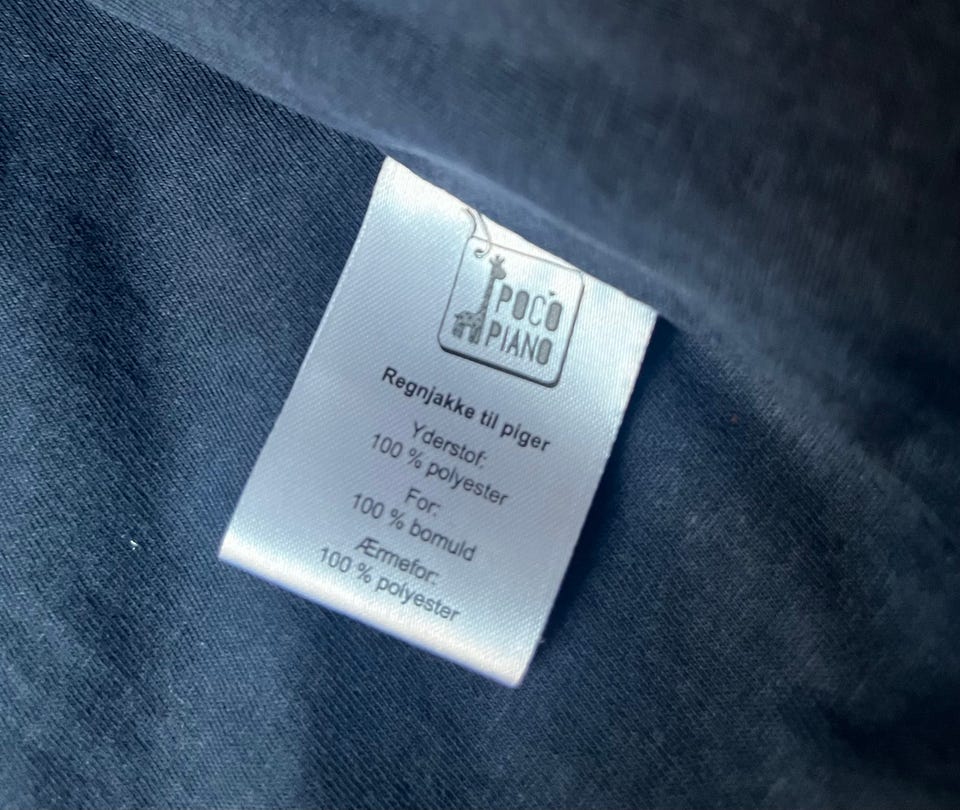 POCO
PIANO
Regnjakke til piger
Yderstof:
100 % polyester
For:
100 % bomuld
Ærmefor:
100 % polyester